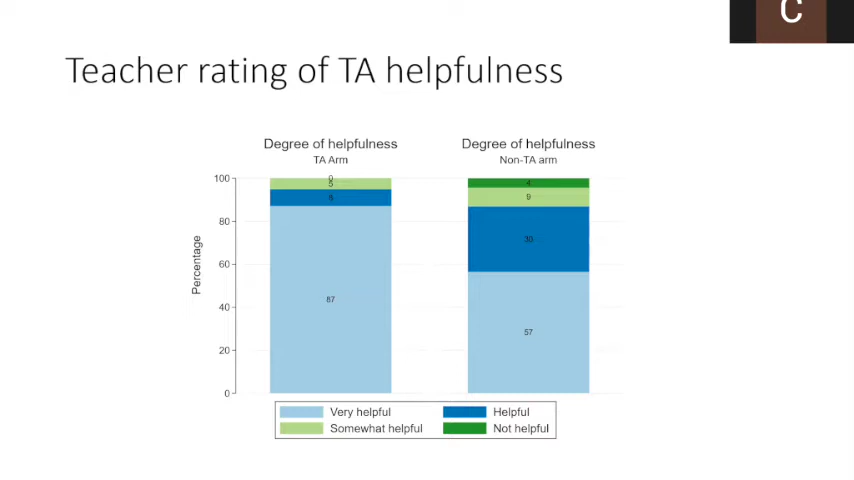 C
Teacher rating of TA helpfulness
Degree of helpfulness
TA Arm
Degree of helpfulness
Non-TA arm
Percentage
100
80
60
40
20
0
0
5
8
87
4
9
30
57
Very helpful
Helpful
Somewhat helpful
Not helpful